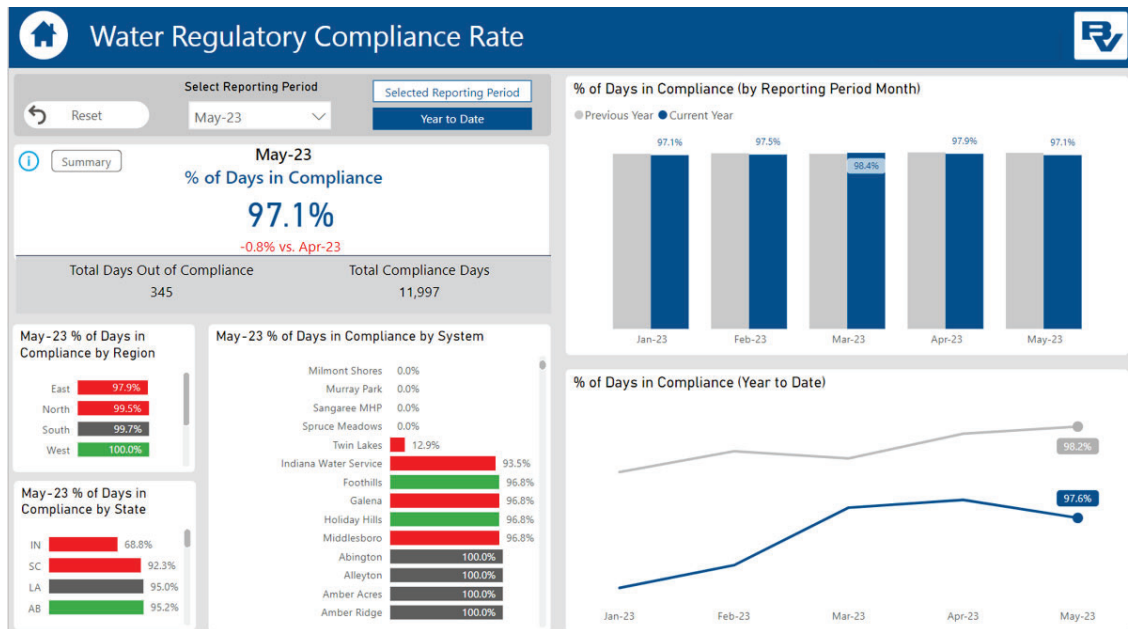 Water Regulatory Compliance Rate
BV
Select Reporting Period
Selected Reporting Period
Reset
May-23
Year to Date
i
Summary
May-23
% of Days in Compliance
97.1%
-0.8% vs. Apr-23
Total Days Out of Compliance
Total Compliance Days
345
11,997
May-23 % of Days in
Compliance by Region
East 97.9%
North 99.5%
South 99.7%
West 100.0%
May-23 % of Days in
Compliance by State
IN 68.8%
SC 92.3%
LA 95.0%
AB 95.2%
May-23 % of Days in Compliance by System
Milmont Shores 0.0%
Murray Park 0.0%
Sangaree MHP 0.0%
Spruce Meadows 0.0%
Twin Lakes 12.9%
Indiana Water Service 93.5%
Foothills 96.8%
Galena 96.8%
Holiday Hills 96.8%
Middlesboro 96.8%
Abington 100.0%
Alleyton 100.0%
Amber Acres 100.0%
Amber Ridge 100.0%
% of Days in Compliance (by Reporting Period Month)
Previous Year Current Year
97.1% 97.5% 98.4% 97.9% 97.1%
Jan-23 Feb-23 Mar-23 Apr-23 May-23
% of Days in Compliance (Year to Date)
98.2%
97.6%
Jan-23 Feb-23 Mar-23 Apr-23 May-23